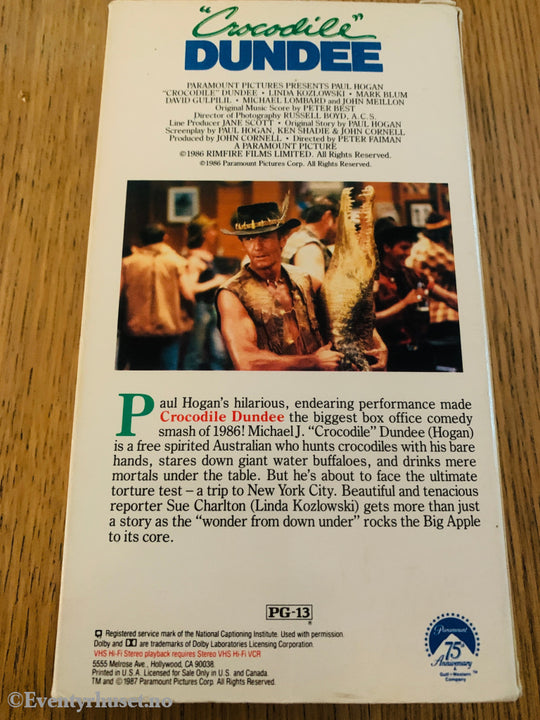 "Crocodile"
DUNDEE
PARAMOUNT PICTURES PRESENTS PAUL HOGAN
"CROCODILE" DUNDEE • LINDA KOZLOWSKI • MARK BLUM
DAVID GULPILIL • MICHAEL LOMBARD and JOHN MEILLON
Original Music Score by PETER BEST
Director of Photography RUSSELL BOYD, A.C.S.
Line Producer JANE SCOTT • Original Story by PAUL HOGAN
Screenplay by PAUL HOGAN, KEN SHADIE & JOHN CORNELL
Produced by JOHN CORNELL • Directed by PETER FAIMAN
A PARAMOUNT PICTURE
©1986 RIMFIRE FILMS LIMITED. All Rights Reserved.
©1986 Paramount Pictures Corp. All Rights Reserved.
Paul Hogan's hilarious, endearing performance made
Crocodile Dundee the biggest box office comedy
smash of 1986! Michael J. "Crocodile" Dundee (Hogan)
is a free spirited Australian who hunts crocodiles with his bare
hands, stares down giant water buffaloes, and drinks mere
mortals under the table. But he's about to face the ultimate
torture test – a trip to New York City. Beautiful and tenacious
reporter Sue Charlton (Linda Kozlowski) gets more than just
a story as the "wonder from down under" rocks the Big Apple
to its core.
PG-13
Registered service mark of the National Captioning Institute. Used with permission.
Dolby and are trademarks of Dolby Laboratories Licensing Corporation.
VHS Hi-Fi Stereo playback requires Stereo VHS Hi-Fi VCR
5555 Melrose Ave., Hollywood, CA 90038.
Printed in U.S.A. Licensed for Sale Only in U.S. and Canada.
TM and ©1987 Paramount Pictures Corp. All Rights Reserved.
Paramount
75th
Anniversary
A
Gulf+Western
Company
©Eventyrhuset.no